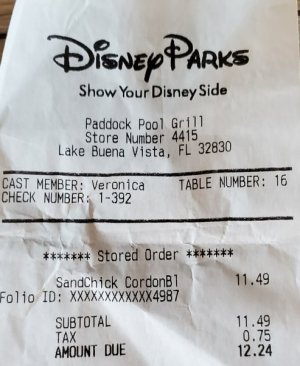 Disney Parks
Show Your Disney Side
Paddock Pool Grill
Store Number 4415
Lake Buena Vista, FL 32830
CAST MEMBER: Veronica TABLE NUMBER: 16
CHECK NUMBER: 1-392
******* Stored Order *******
SandChick CordonBl 11.49
Folio ID: XXXXXXXXXXXX4987
SUBTOTAL 11.49
TAX 0.75
AMOUNT DUE 12.24